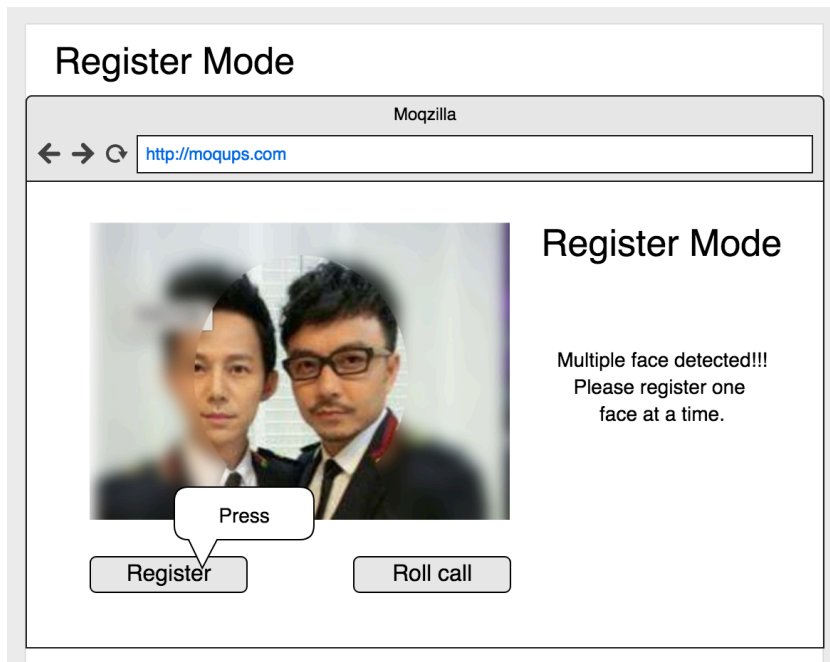 Register Mode
Moqzilla
http://moqups.com
Register Mode
Multiple face detected!!!
Please register one
face at a time.
Press
Register
Roll call